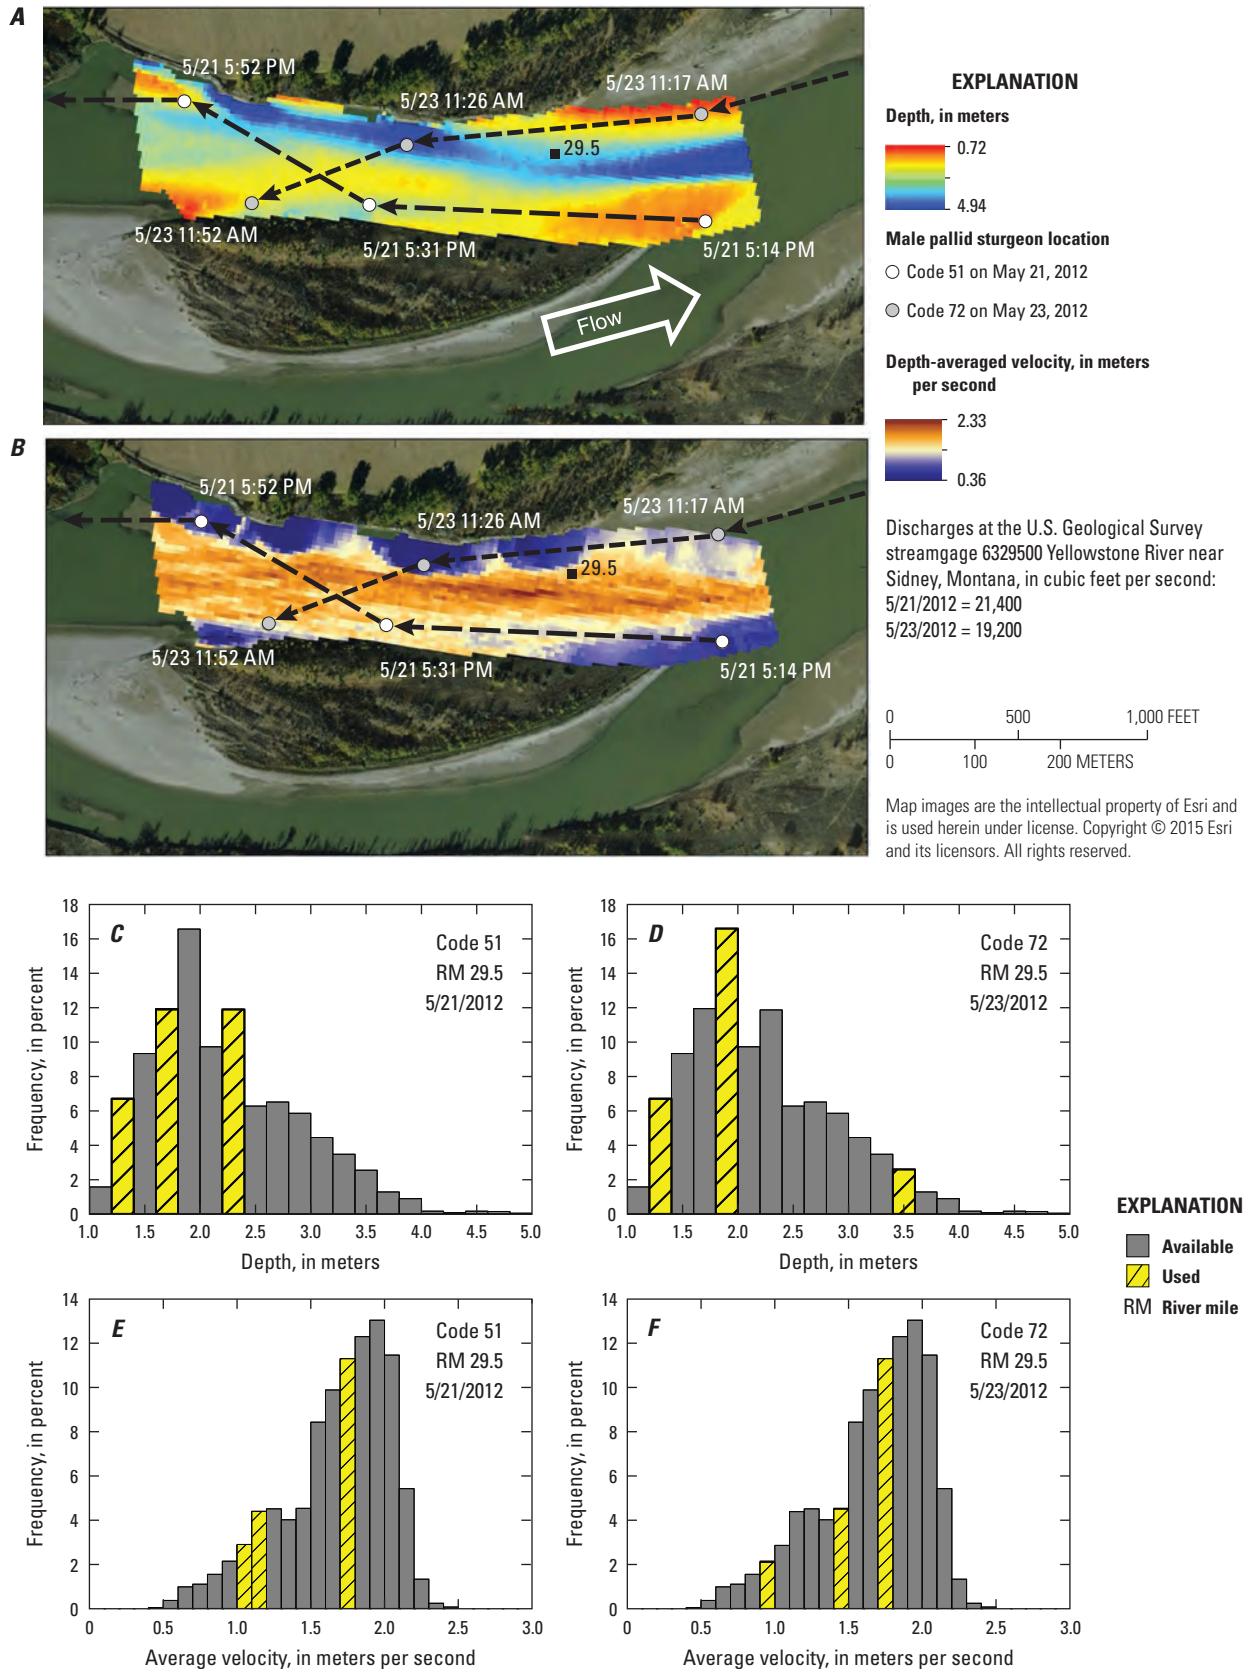 A
5/21 5:52 PM
5/23 11:26 AM
5/23 11:17 AM
29.5
5/23 11:52 AM
5/21 5:31 PM
5/21 5:14 PM
Flow
EXPLANATION
Depth, in meters
0.72
4.94
Male pallid sturgeon location
Code 51 on May 21, 2012
Code 72 on May 23, 2012
Depth-averaged velocity, in meters
per second
2.33
0.36
B
5/21 5:52 PM
5/23 11:26 AM
5/23 11:17 AM
29.5
5/23 11:52 AM
5/21 5:31 PM
5/21 5:14 PM
Discharges at the U.S. Geological Survey
streamgage 6329500 Yellowstone River near
Sidney, Montana, in cubic feet per second:
5/21/2012 = 21,400
5/23/2012 = 19,200
0 500 1,000 FEET
0 100 200 METERS
Map images are the intellectual property of Esri and
is used herein under license. Copyright © 2015 Esri
and its licensors. All rights reserved.
C
Code 51
RM 29.5
5/21/2012
Frequency, in percent
18
16
14
12
10
8
6
4
2
0
1.0 1.5 2.0 2.5 3.0 3.5 4.0 4.5 5.0
Depth, in meters
D
Code 72
RM 29.5
5/23/2012
Frequency, in percent
18
16
14
12
10
8
6
4
2
0
1.0 1.5 2.0 2.5 3.0 3.5 4.0 4.5 5.0
Depth, in meters
EXPLANATION
Available
Used
RM River mile
E
Code 51
RM 29.5
5/21/2012
Frequency, in percent
14
12
10
8
6
4
2
0
0 0.5 1.0 1.5 2.0 2.5 3.0
Average velocity, in meters per second
F
Code 72
RM 29.5
5/23/2012
Frequency, in percent
14
12
10
8
6
4
2
0
0 0.5 1.0 1.5 2.0 2.5 3.0
Average velocity, in meters per second